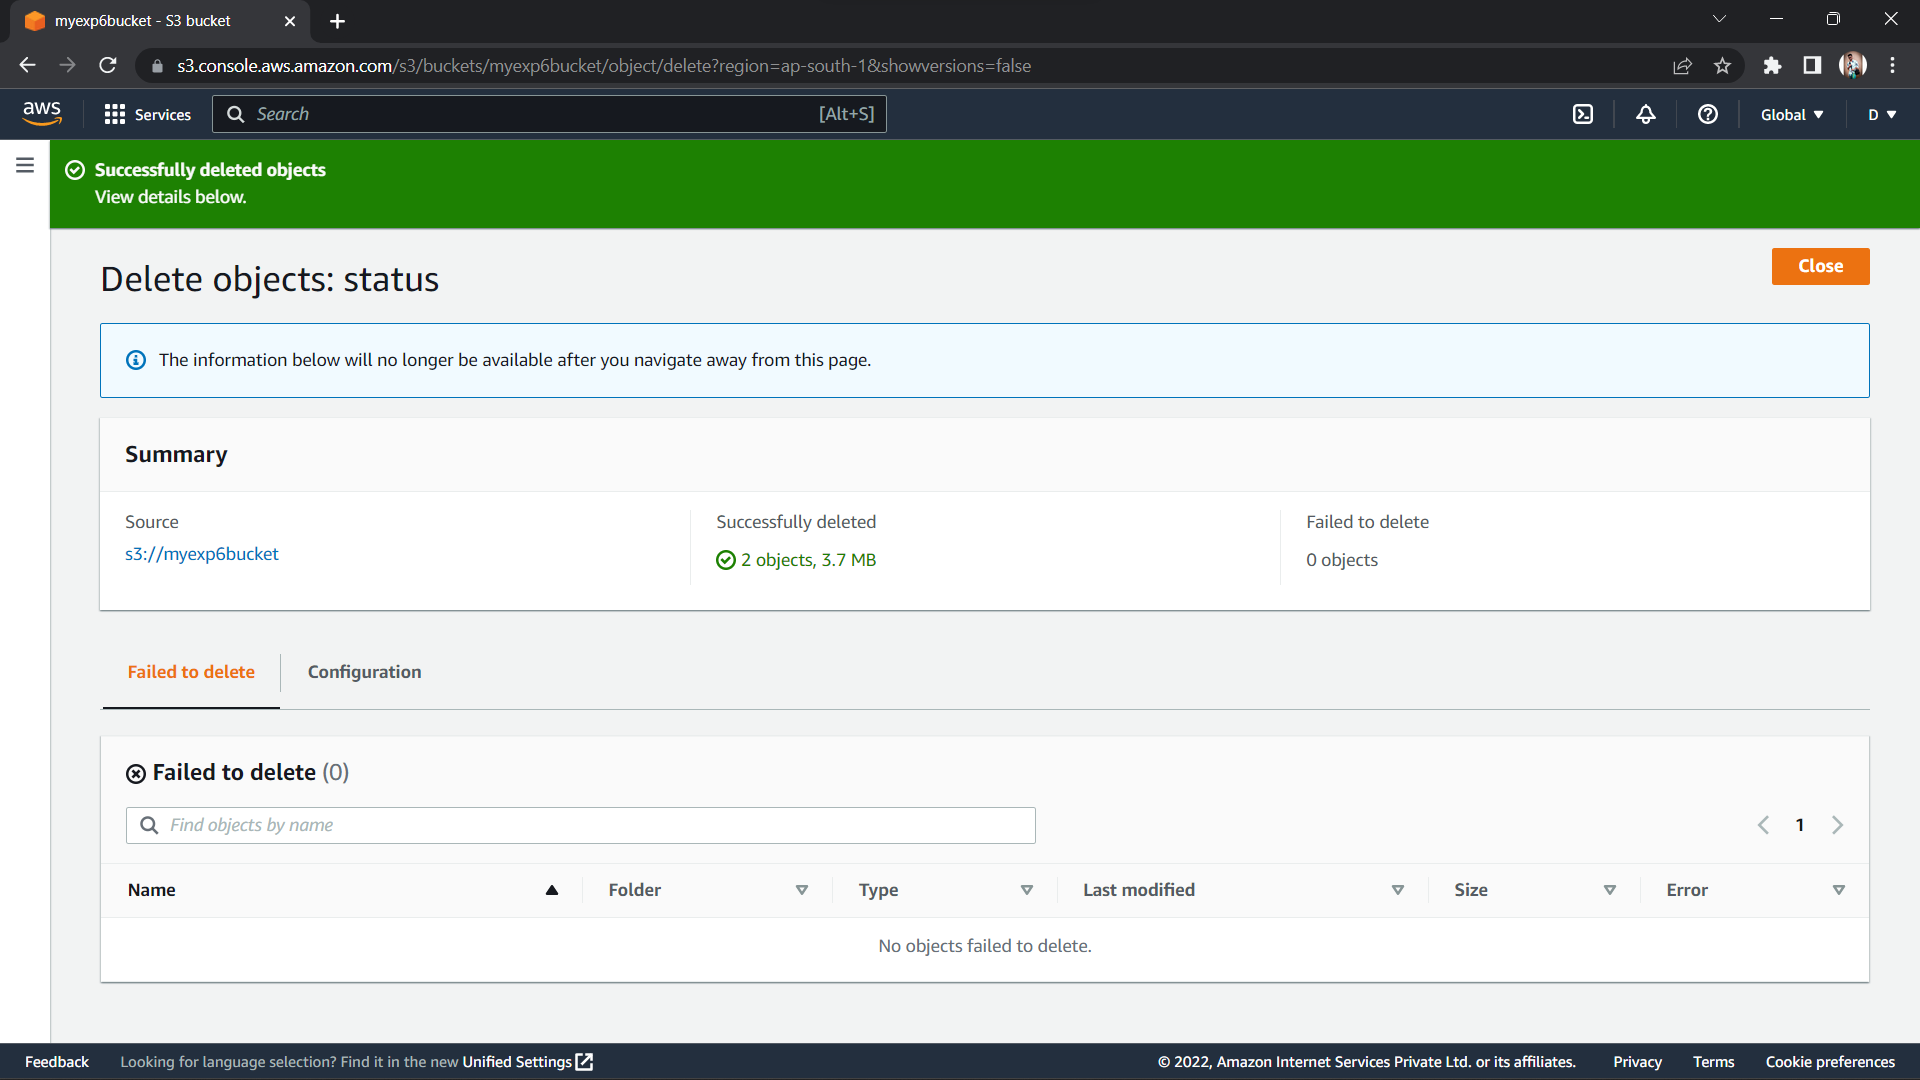 myexp6bucket - S3 bucket
s3.console.aws.amazon.com/s3/buckets/myexp6bucket/object/delete?region=ap-south-1&showversions=false
aws
Services
Search
[Alt+S]
Global
D
Successfully deleted objects
View details below.
Delete objects: status
Close
The information below will no longer be available after you navigate away from this page.
Summary
Source
s3://myexp6bucket
Successfully deleted
2 objects, 3.7 MB
Failed to delete
0 objects
Failed to delete
Configuration
Failed to delete (0)
Find objects by name
1
Name
Folder
Type
Last modified
Size
Error
No objects failed to delete.
Feedback
Looking for language selection? Find it in the new Unified Settings
© 2022, Amazon Internet Services Private Ltd. or its affiliates.
Privacy
Terms
Cookie preferences